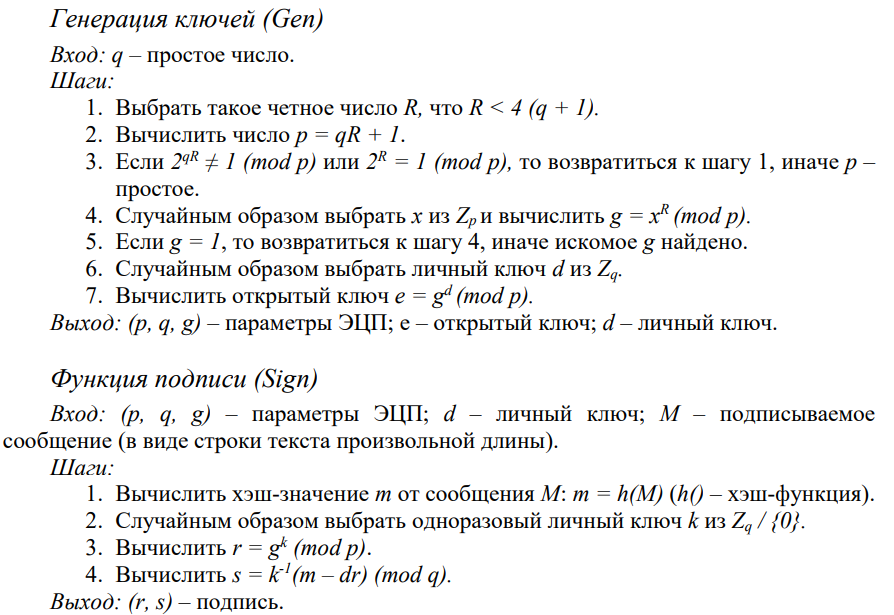 Генерация ключей (Gen)
Вход: q – простое число.
Шаги:
1. Выбрать такое четное число R, что R < 4 (q + 1).
2. Вычислить число p = qR + 1.
3. Если 2^{qR} ≠ 1 (mod p) или 2^R = 1 (mod p), то возвратиться к шагу 1, иначе p –
простое.
4. Случайным образом выбрать x из Z_p и вычислить g = x^R (mod p).
5. Если g = 1, то возвратиться к шагу 4, иначе искомое g найдено.
6. Случайным образом выбрать личный ключ d из Z_q.
7. Вычислить открытый ключ e = g^d (mod p).
Выход: (p, q, g) – параметры ЭЦП; e – открытый ключ; d – личный ключ.
Функция подписи (Sign)
Вход: (p, q, g) – параметры ЭЦП; d – личный ключ; M – подписываемое
сообщение (в виде строки текста произвольной длины).
Шаги:
1. Вычислить хэш-значение m от сообщения M: m = h(M) (h() – хэш-функция).
2. Случайным образом выбрать одноразовый личный ключ k из Z_q / {0}.
3. Вычислить r = g^k (mod p).
4. Вычислить s = k^{-1}(m – dr) (mod q).
Выход: (r, s) – подпись.